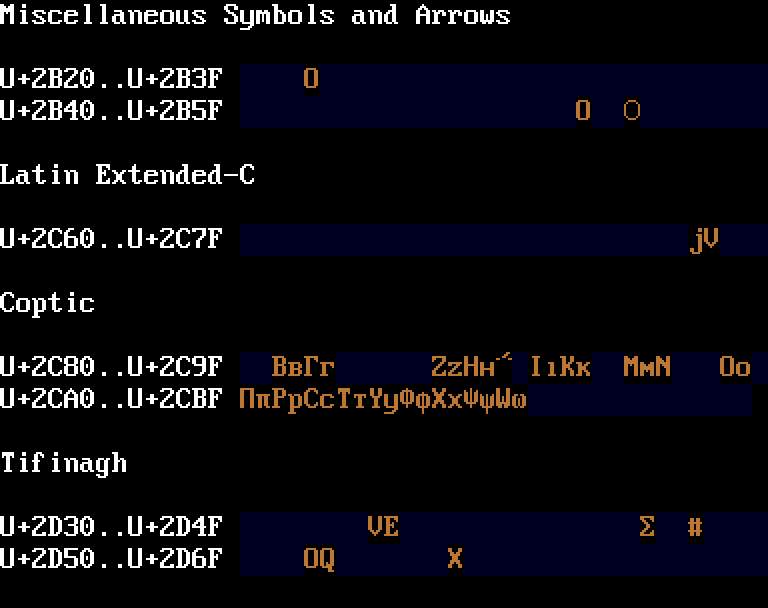 Miscellaneous Symbols and Arrows
U+2B20..U+2B3F O
U+2B40..U+2B5F O O
Latin Extended-C
U+2C60..U+2C7F jV
Coptic
U+2C80..U+2C9F BвΓг ZzHн IıKк MмN Oo
U+2CA0..U+2CBF ΠπPpCcTтYyΦφXxΨψWω
Tifinagh
U+2D30..U+2D4F VE Σ #
U+2D50..U+2D6F OQ X